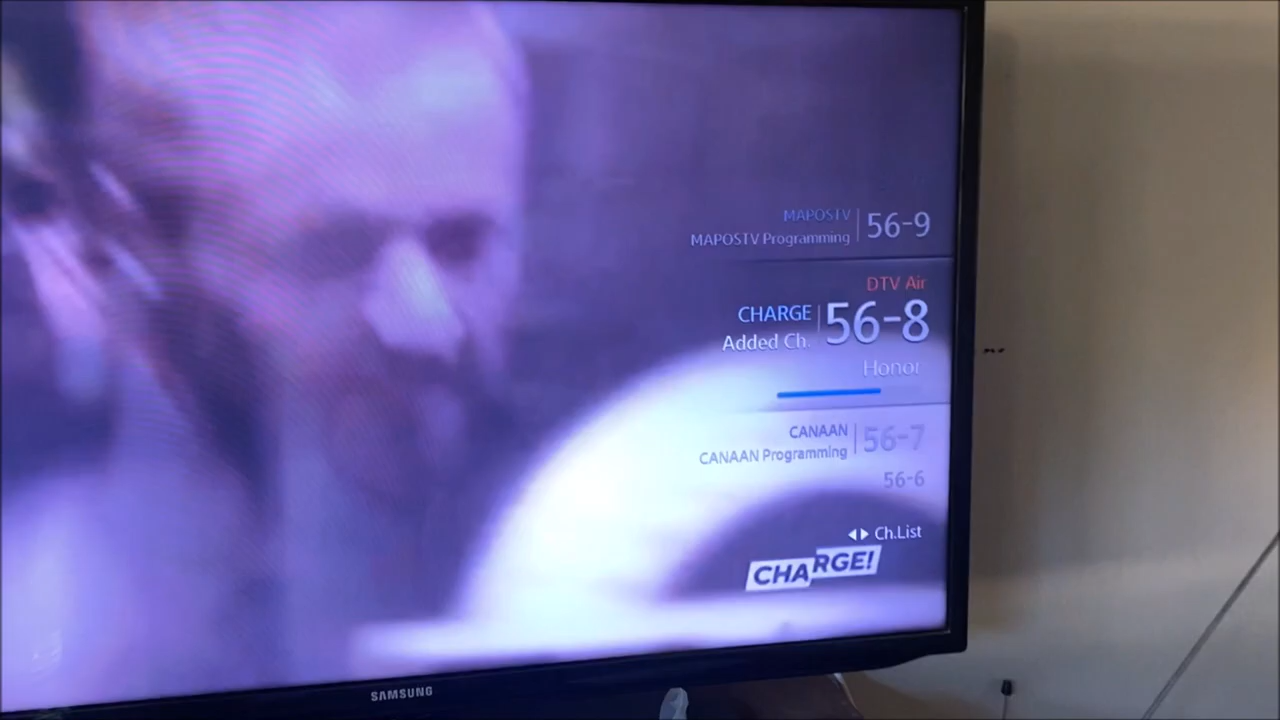 MAPOSTV
MAPOSTV Programming
56-9
DTV Air
CHARGE
Added Ch.
56-8
Honor
CANAAN
CANAAN Programming
56-7
56-6
Ch.List
CHARGE!
SAMSUNG